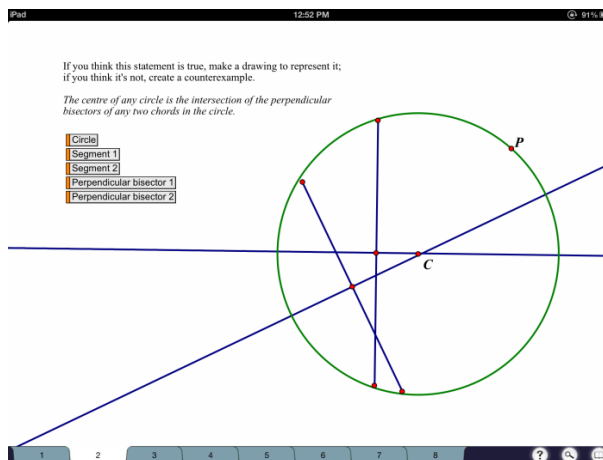 iPad
12:52 PM
91%
If you think this statement is true, make a drawing to represent it;
if you think it's not, create a counterexample.
The centre of any circle is the intersection of the perpendicular
bisectors of any two chords in the circle.
Circle
Segment 1
Segment 2
Perpendicular bisector 1
Perpendicular bisector 2
P
C
1 2 3 4 5 6 7 8 ?